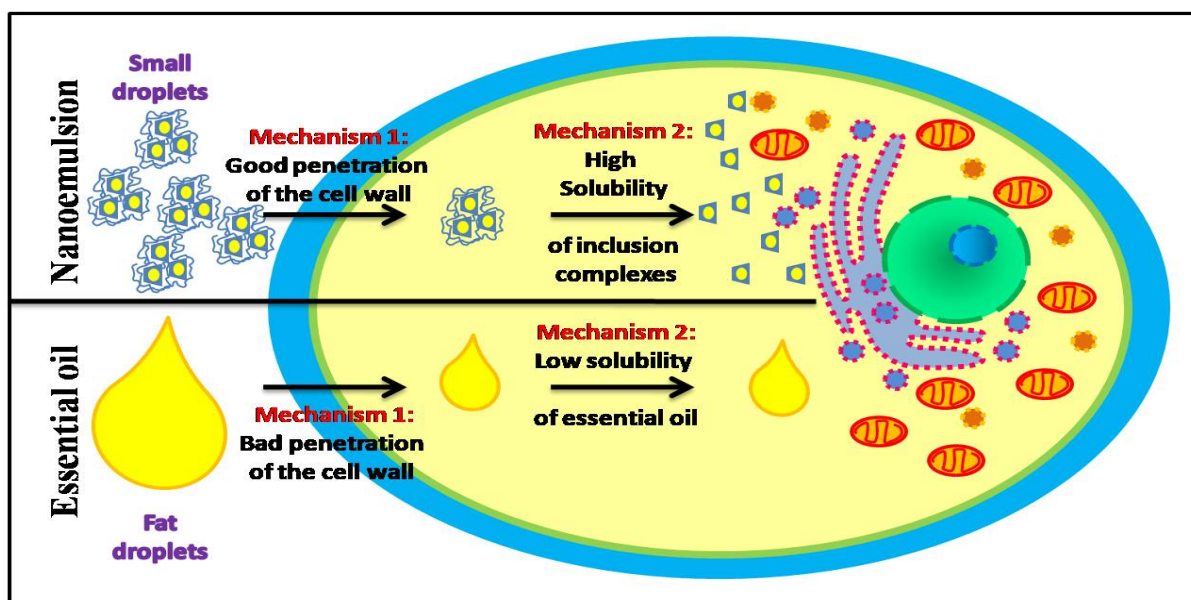 Nanoemulsion
Small
droplets
Mechanism 1:
Good penetration
of the cell wall
Mechanism 2:
High
Solubility
of inclusion
complexes
Essential oil
Fat
droplets
Mechanism 1:
Bad penetration
of the cell wall
Mechanism 2:
Low solubility
of essential oil